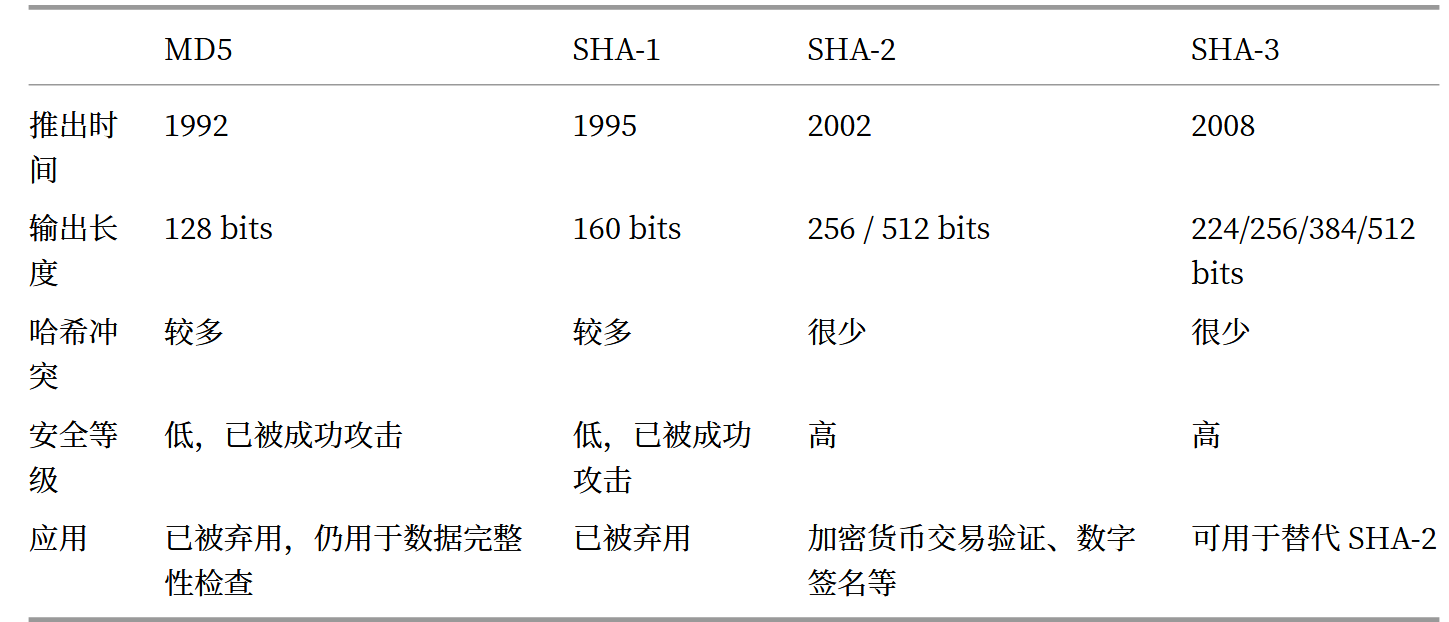 MD5 SHA-1 SHA-2 SHA-3
推出时 1992 1995 2002 2008
间
输出长 128 bits 160 bits 256 / 512 bits 224/256/384/512
度 bits
哈希冲 较多 较多 很少 很少
突
安全等 低，已被成功攻击 低，已被成功 高 高
级 攻击
应用 已被弃用，仍用于数据完整 已被弃用 加密货币交易验证、数字 可用于替代 SHA-2
性检查 签名等